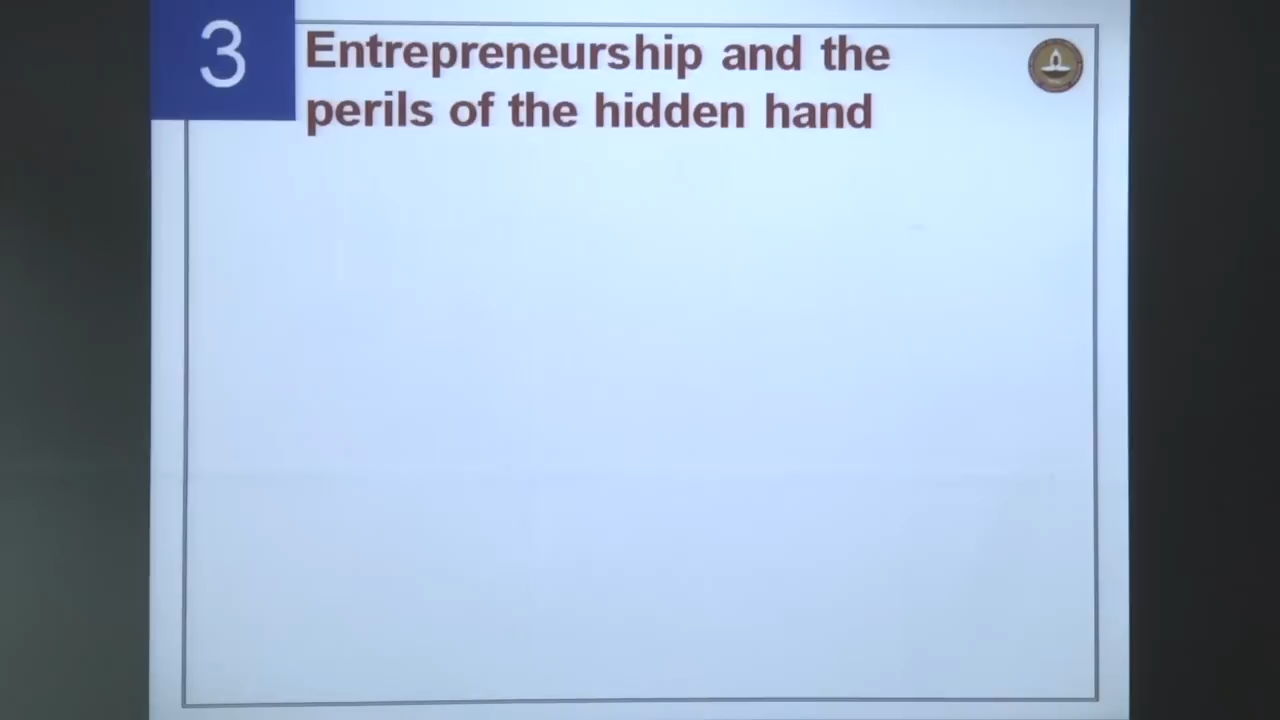 3
Entrepreneurship and the
perils of the hidden hand